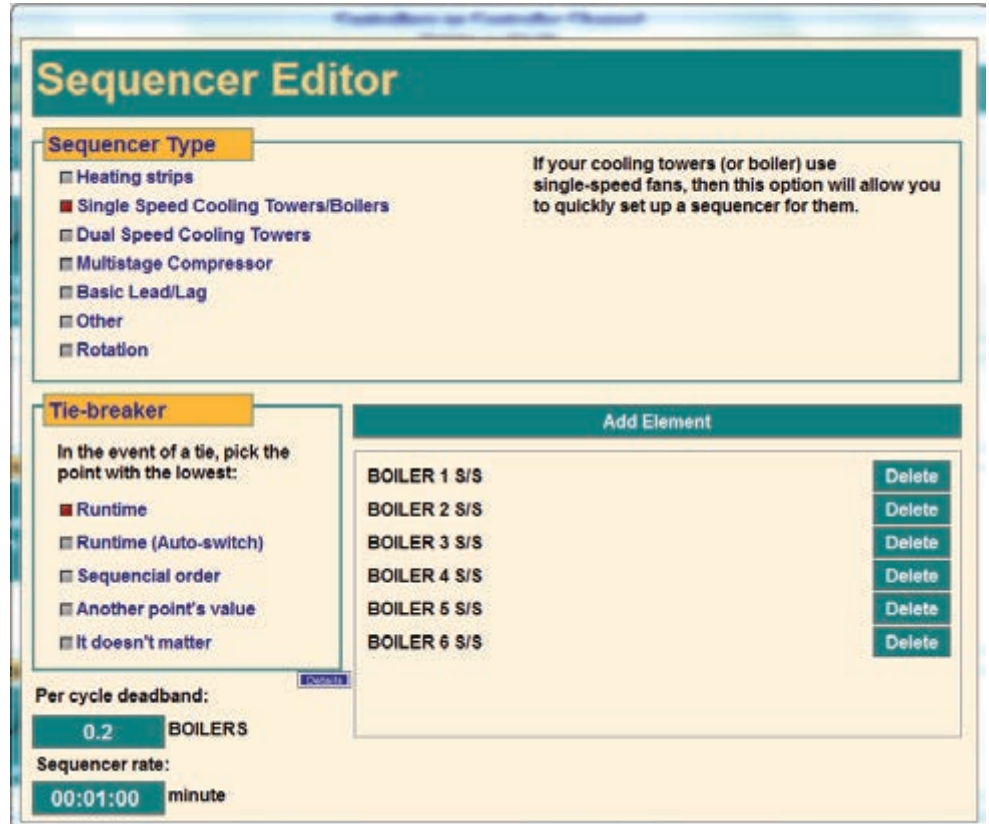 Controllers on Controller Channel
Sequencer Editor
Sequencer Type
Heating strips
Single Speed Cooling Towers/Boilers
Dual Speed Cooling Towers
Multistage Compressor
Basic Lead/Lag
Other
Rotation
If your cooling towers (or boiler) use
single-speed fans, then this option will allow you
to quickly set up a sequencer for them.
Tie-breaker
In the event of a tie, pick the
point with the lowest:
Runtime
Runtime (Auto-switch)
Sequencial order
Another point's value
It doesn't matter
Details
Add Element
BOILER 1 S/S Delete
BOILER 2 S/S Delete
BOILER 3 S/S Delete
BOILER 4 S/S Delete
BOILER 5 S/S Delete
BOILER 6 S/S Delete
Per cycle deadband:
0.2 BOILERS
Sequencer rate:
00:01:00 minute